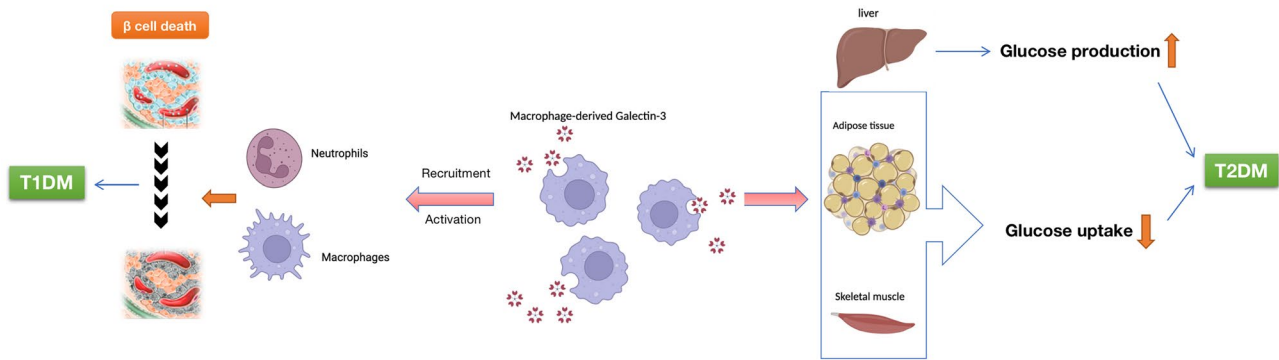 β cell death
T1DM
Neutrophils
Macrophages
Recruitment
Activation
Macrophage-derived Galectin-3
liver
Adipose tissue
Skeletal muscle
Glucose production
Glucose uptake
T2DM